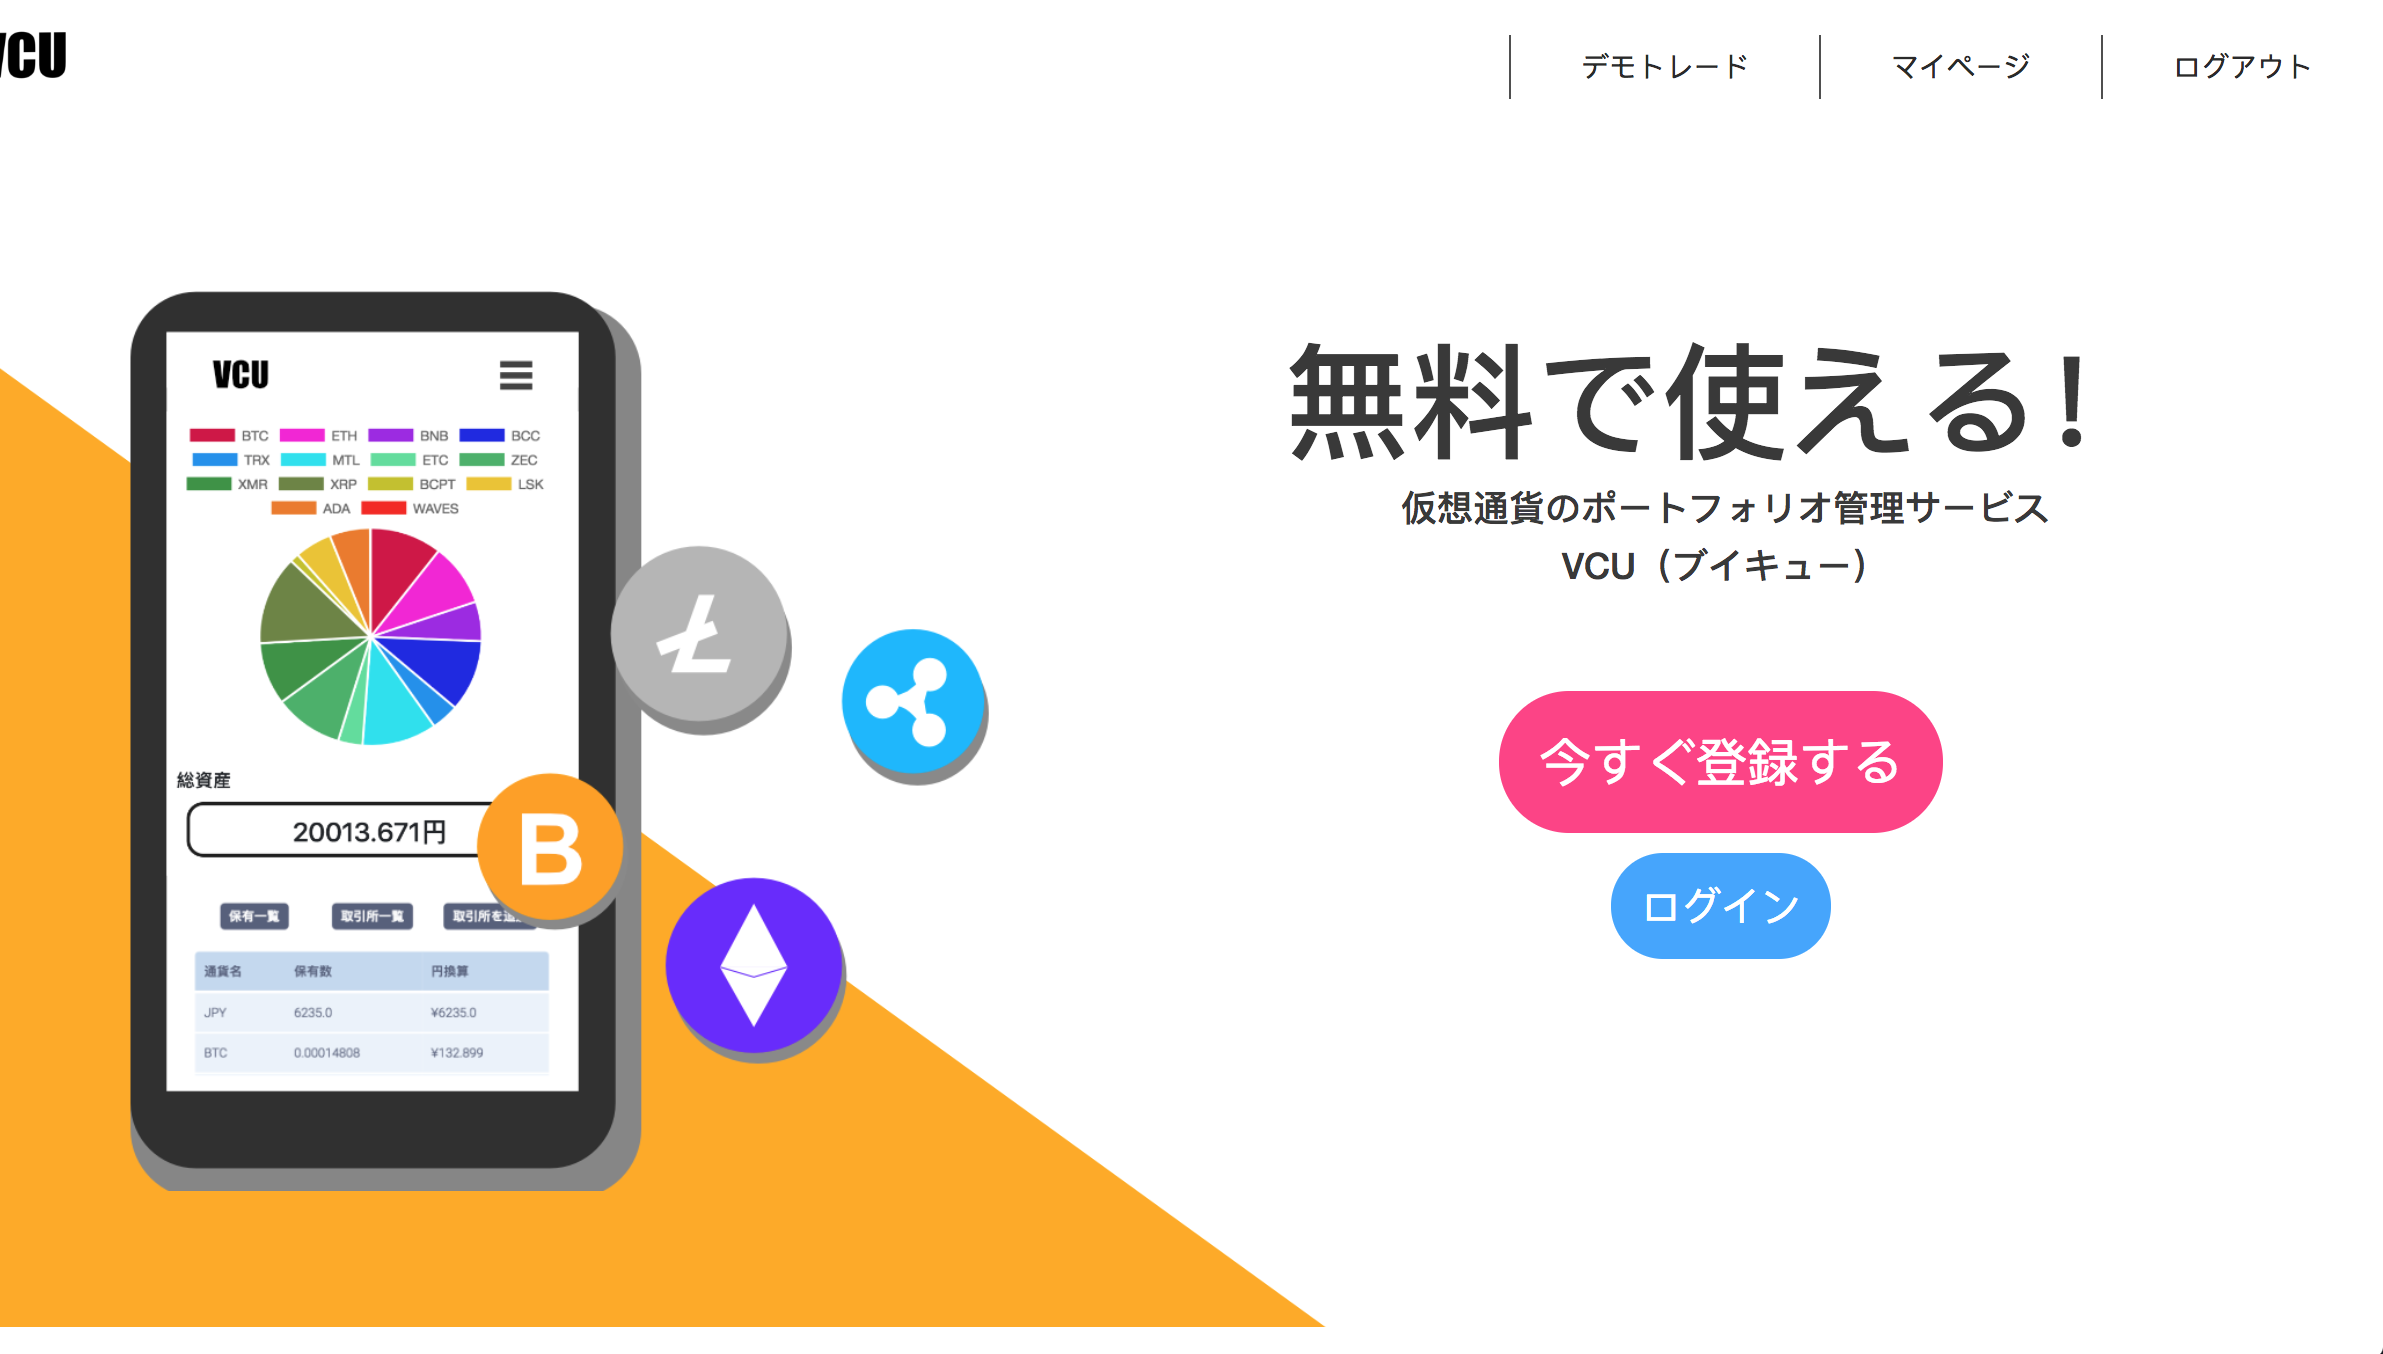 VCU
デモトレード
マイページ
ログアウト
VCU
BTC ETH BNB BCC
TRX MTL ETC ZEC
XMR XRP BCPT LSK
ADA WAVES
総資産
20013.671円
保有一覧 取引所一覧 取引所を
通貨名 保有数 円換算
JPY 6235.0 ¥6235.0
BTC 0.00014808 ¥132.899
B
無料で使える!
仮想通貨のポートフォリオ管理サービス
VCU（ブイキュー）
今すぐ登録する
ログイン